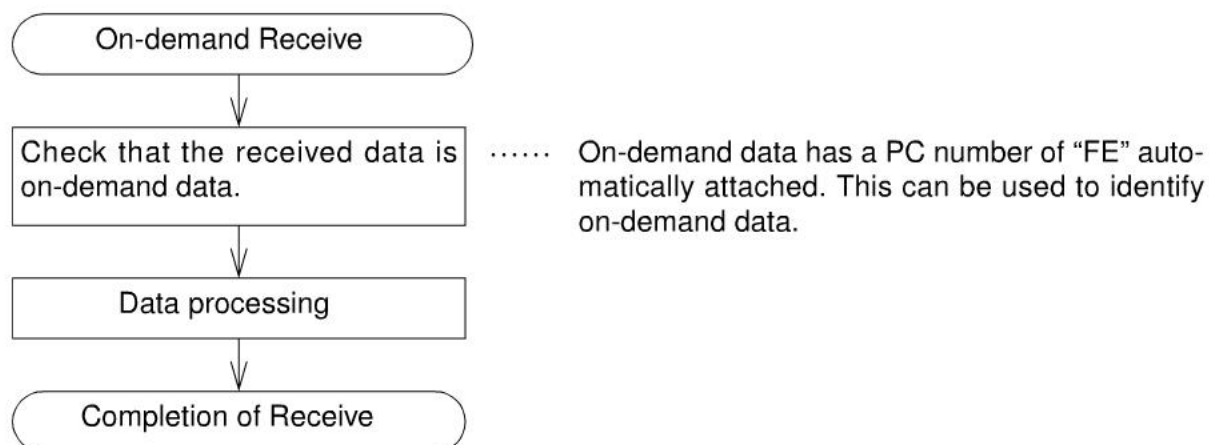 On-demand Receive
Check that the received data is
on-demand data.
······ On-demand data has a PC number of “FE” auto-
matically attached. This can be used to identify
on-demand data.
Data processing
Completion of Receive